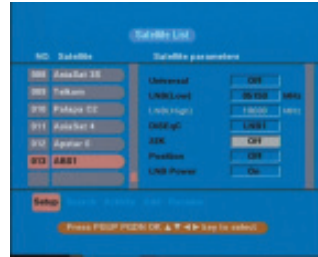 Satellite List
NO. Satellite Satellite parameters
008 AsiaSat 3S
009 Telkom
010 Palapa C2
011 AsiaSat 4
012 Apstar 6
013 ABS1
Universal Off
LNB(Low) 05150 MHz
LNB(High) 10600 MHz
DiSEqC LNB1
22K Off
Position Off
LNB Power On
Setup Search Edit
Press PGUP PGDN OK ▲ ▼ ◀ ▶ key to select